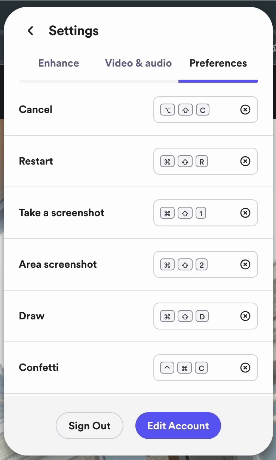 Settings
Enhance Video & audio Preferences
Cancel ⌥ ⇧ C
Restart ⌘ ⇧ R
Take a screenshot ⌘ ⇧ 1
Area screenshot ⌘ ⇧ 2
Draw ⌘ ⇧ D
Confetti ^ ⌘ C
Sign Out Edit Account